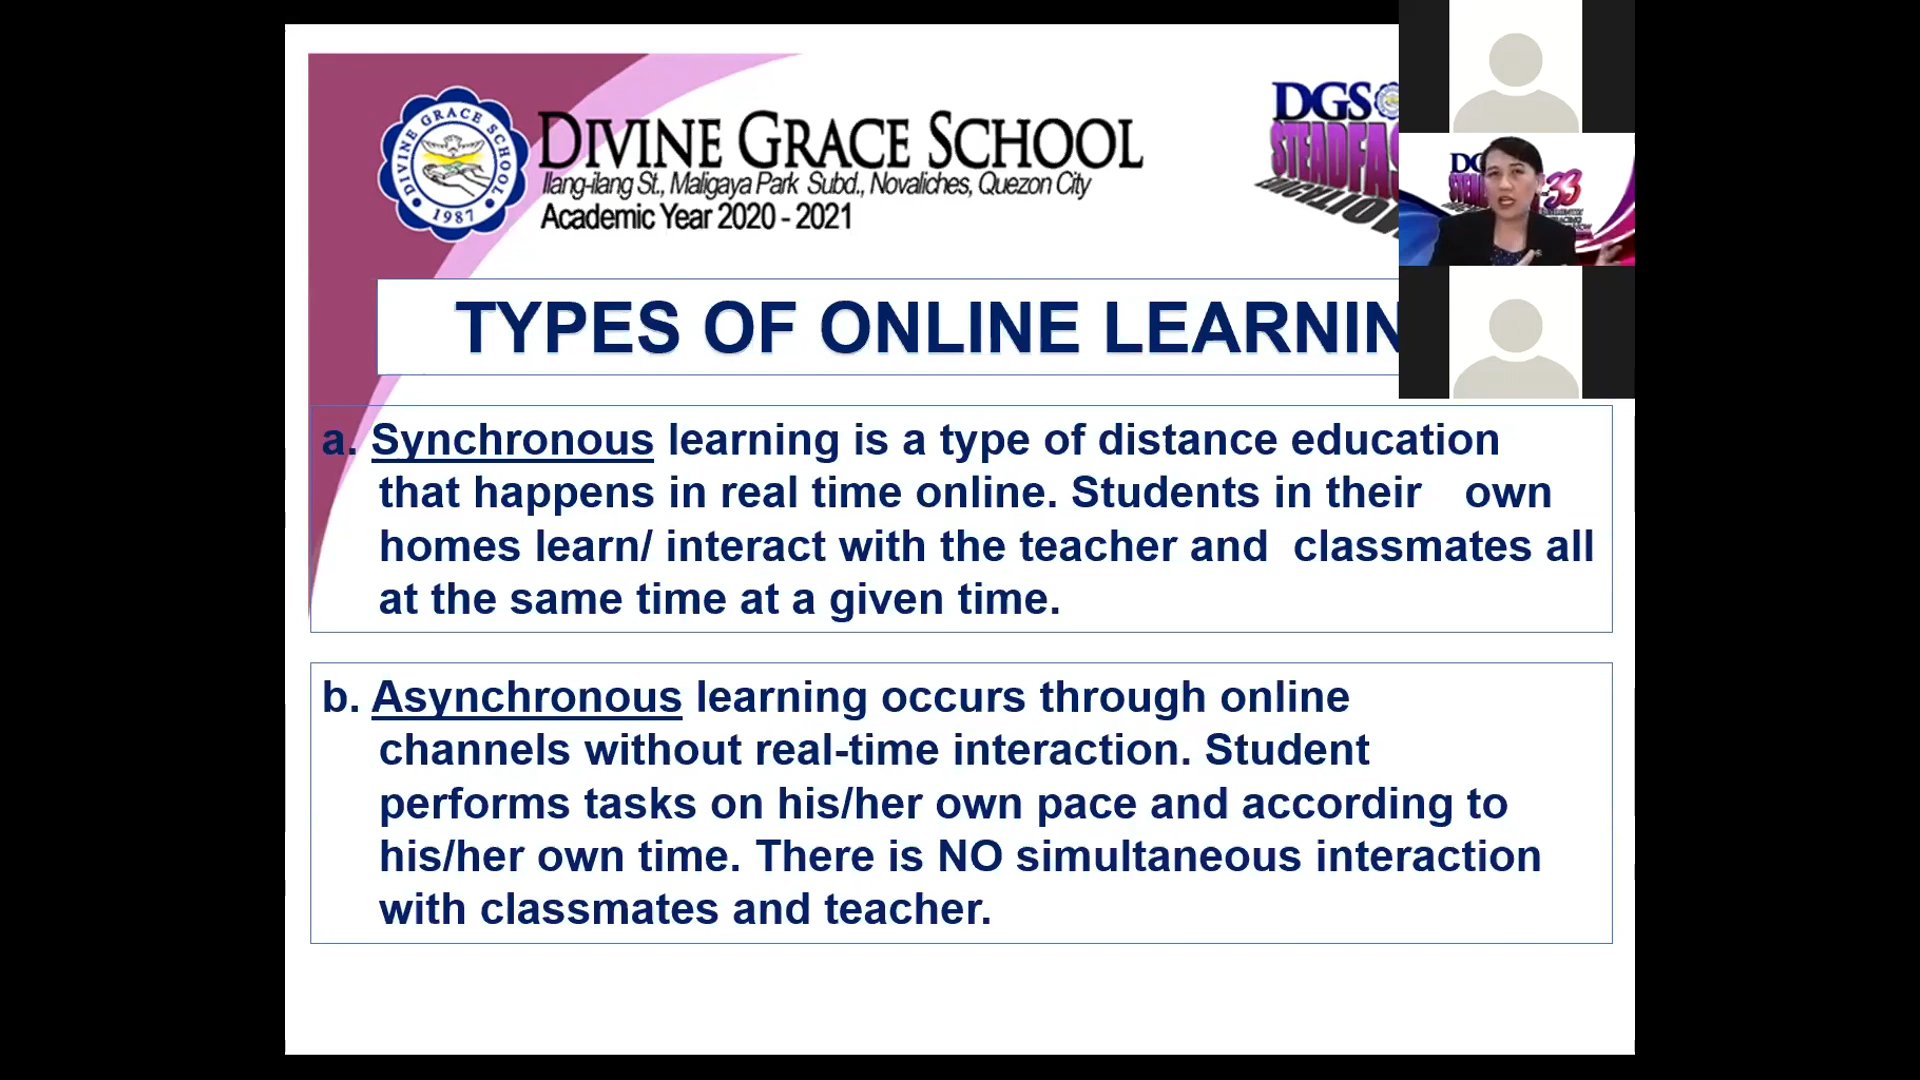 DIVINE GRACE SCHOOL
Ilang-ilang St., Maligaya Park Subd., Novaliches, Quezon City
Academic Year 2020 - 2021
DIVINE GRACE SCHOOL
1987
DGS
TYPES OF ONLINE
a. Synchronous learning is a type of distance education
that happens in real time online. Students in their own
homes learn/ interact with the teacher and classmates all
at the same time at a given time.
b. Asynchronous learning occurs through online
channels without real-time interaction. Student
performs tasks on his/her own pace and according to
his/her own time. There is NO simultaneous interaction
with classmates and teacher.